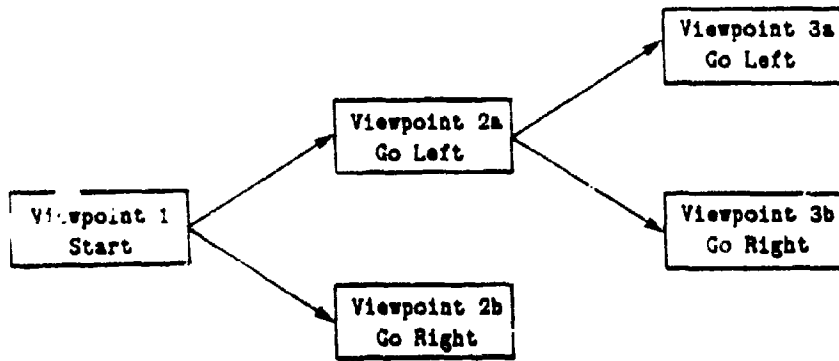 Viewpoint 3a
Go Left
Viewpoint 2a
Go Left
Viewpoint 1
Start
Viewpoint 3b
Go Right
Viewpoint 2b
Go Right